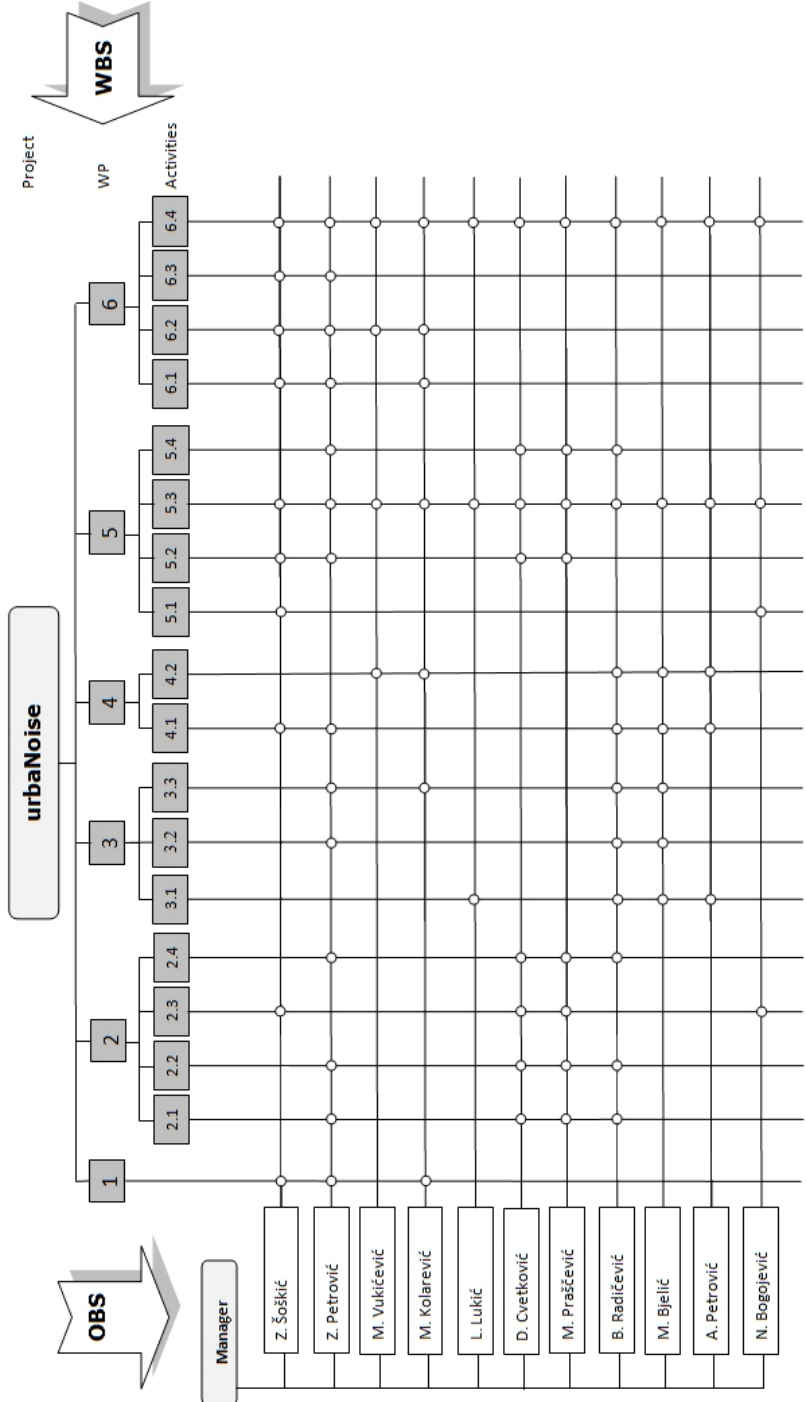 urbaNoise
Project
OBS
WBS
1 2 3 4 5 6 WP
2.1 2.2 2.3 2.4 3.1 3.2 3.3 4.1 4.2 5.1 5.2 5.3 5.4 6.1 6.2 6.3 6.4 Activities
Manager
Z. Šoškić
Z. Petrović
M. Vukićević
M. Kolarević
L. Lukić
D. Cvetković
M. Praščević
B. Radičević
M. Bjelić
A. Petrović
N. Bogojević